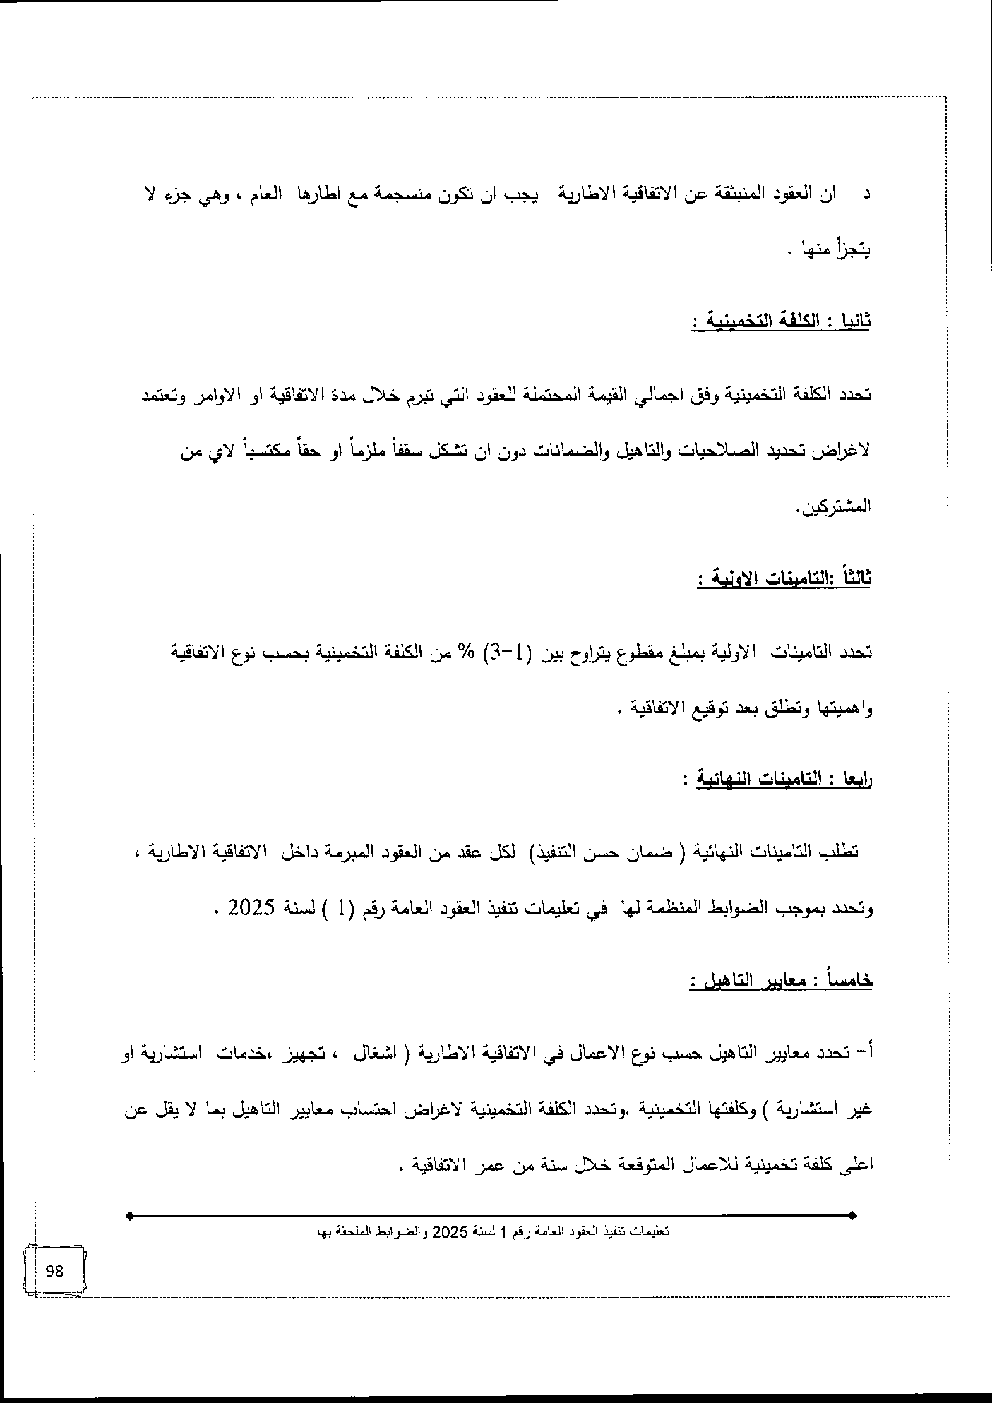 د ان العقود المنبثقة عن الاتفاقية الاطارية يجب ان تكون منسجمة مع اطارها العام ، وهي جزء لا
يتجزأ منها .
ثانيا : الكلفة التخمينية :
تحدد الكلفة التخمينية وفق اجمالي القيمة المحتملة للعقود التي تبرم خلال مدة الاتفاقية او الاوامر وتعتمد
لاغراض تحديد الصلاحيات والتاهيل والضمانات دون ان تشكل سقفاً ملزماً او حقاً مكتسباً لاي من
المشتركين.
ثالثاً :التامينات الاولية :
تحدد التامينات الاولية بمبلغ مقطوع يتراوح بين (1-3) % من الكلفة التخمينية بحسب نوع الاتفاقية
واهميتها وتطلق بعد توقيع الاتفاقية .
رابعا : التامينات النهائية :
تطلب التامينات النهائية ( ضمان حسن التنفيذ) لكل عقد من العقود المبرمة داخل الاتفاقية الاطارية ،
وتحدد بموجب الضوابط المنظمة لها في تعليمات تنفيذ العقود العامة رقم (1 ) لسنة 2025 .
خامساً : معايير التاهيل :
أ- تحدد معايير التاهيل حسب نوع الاعمال في الاتفاقية الاطارية ( اشغال ، تجهيز ،خدمات استشارية او
غير استشارية ) وكلفتها التخمينية .وتحدد الكلفة التخمينية لاغراض احتساب معايير التاهيل بما لا يقل عن
اعلى كلفة تخمينية للاعمال المتوقعة خلال سنة من عمر الاتفاقية .
تعليمات تنفيذ العقود العامة رقم 1 لسنة 2025 والضوابط الملحقة بها
98